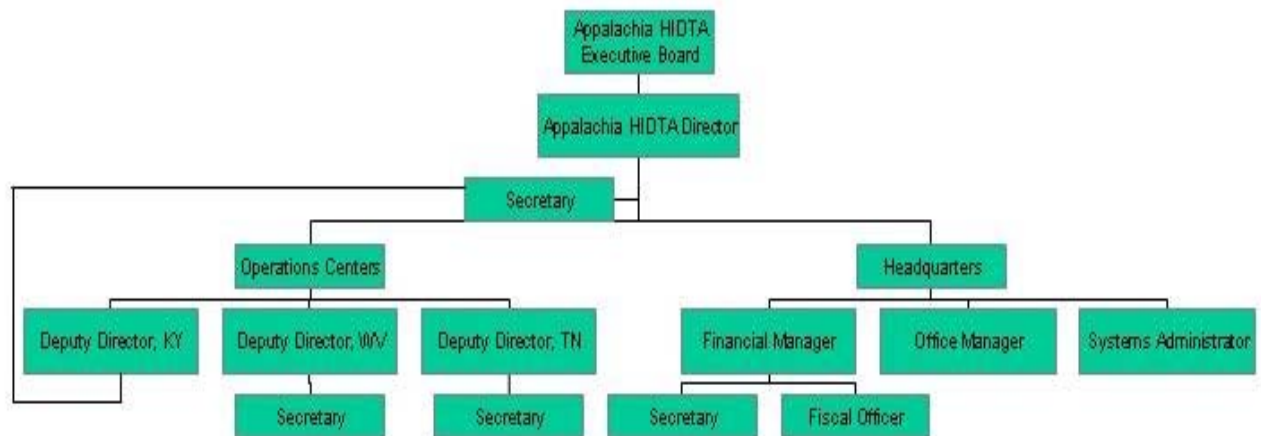 Appalachia HIDTA
Executive Board
Appalachia HIDTA Director
Secretary
Operations Centers
Headquarters
Deputy Director, KY
Deputy Director, WV
Deputy Director, TN
Financial Manager
Office Manager
Systems Administrator
Secretary
Secretary
Secretary
Fiscal Officer